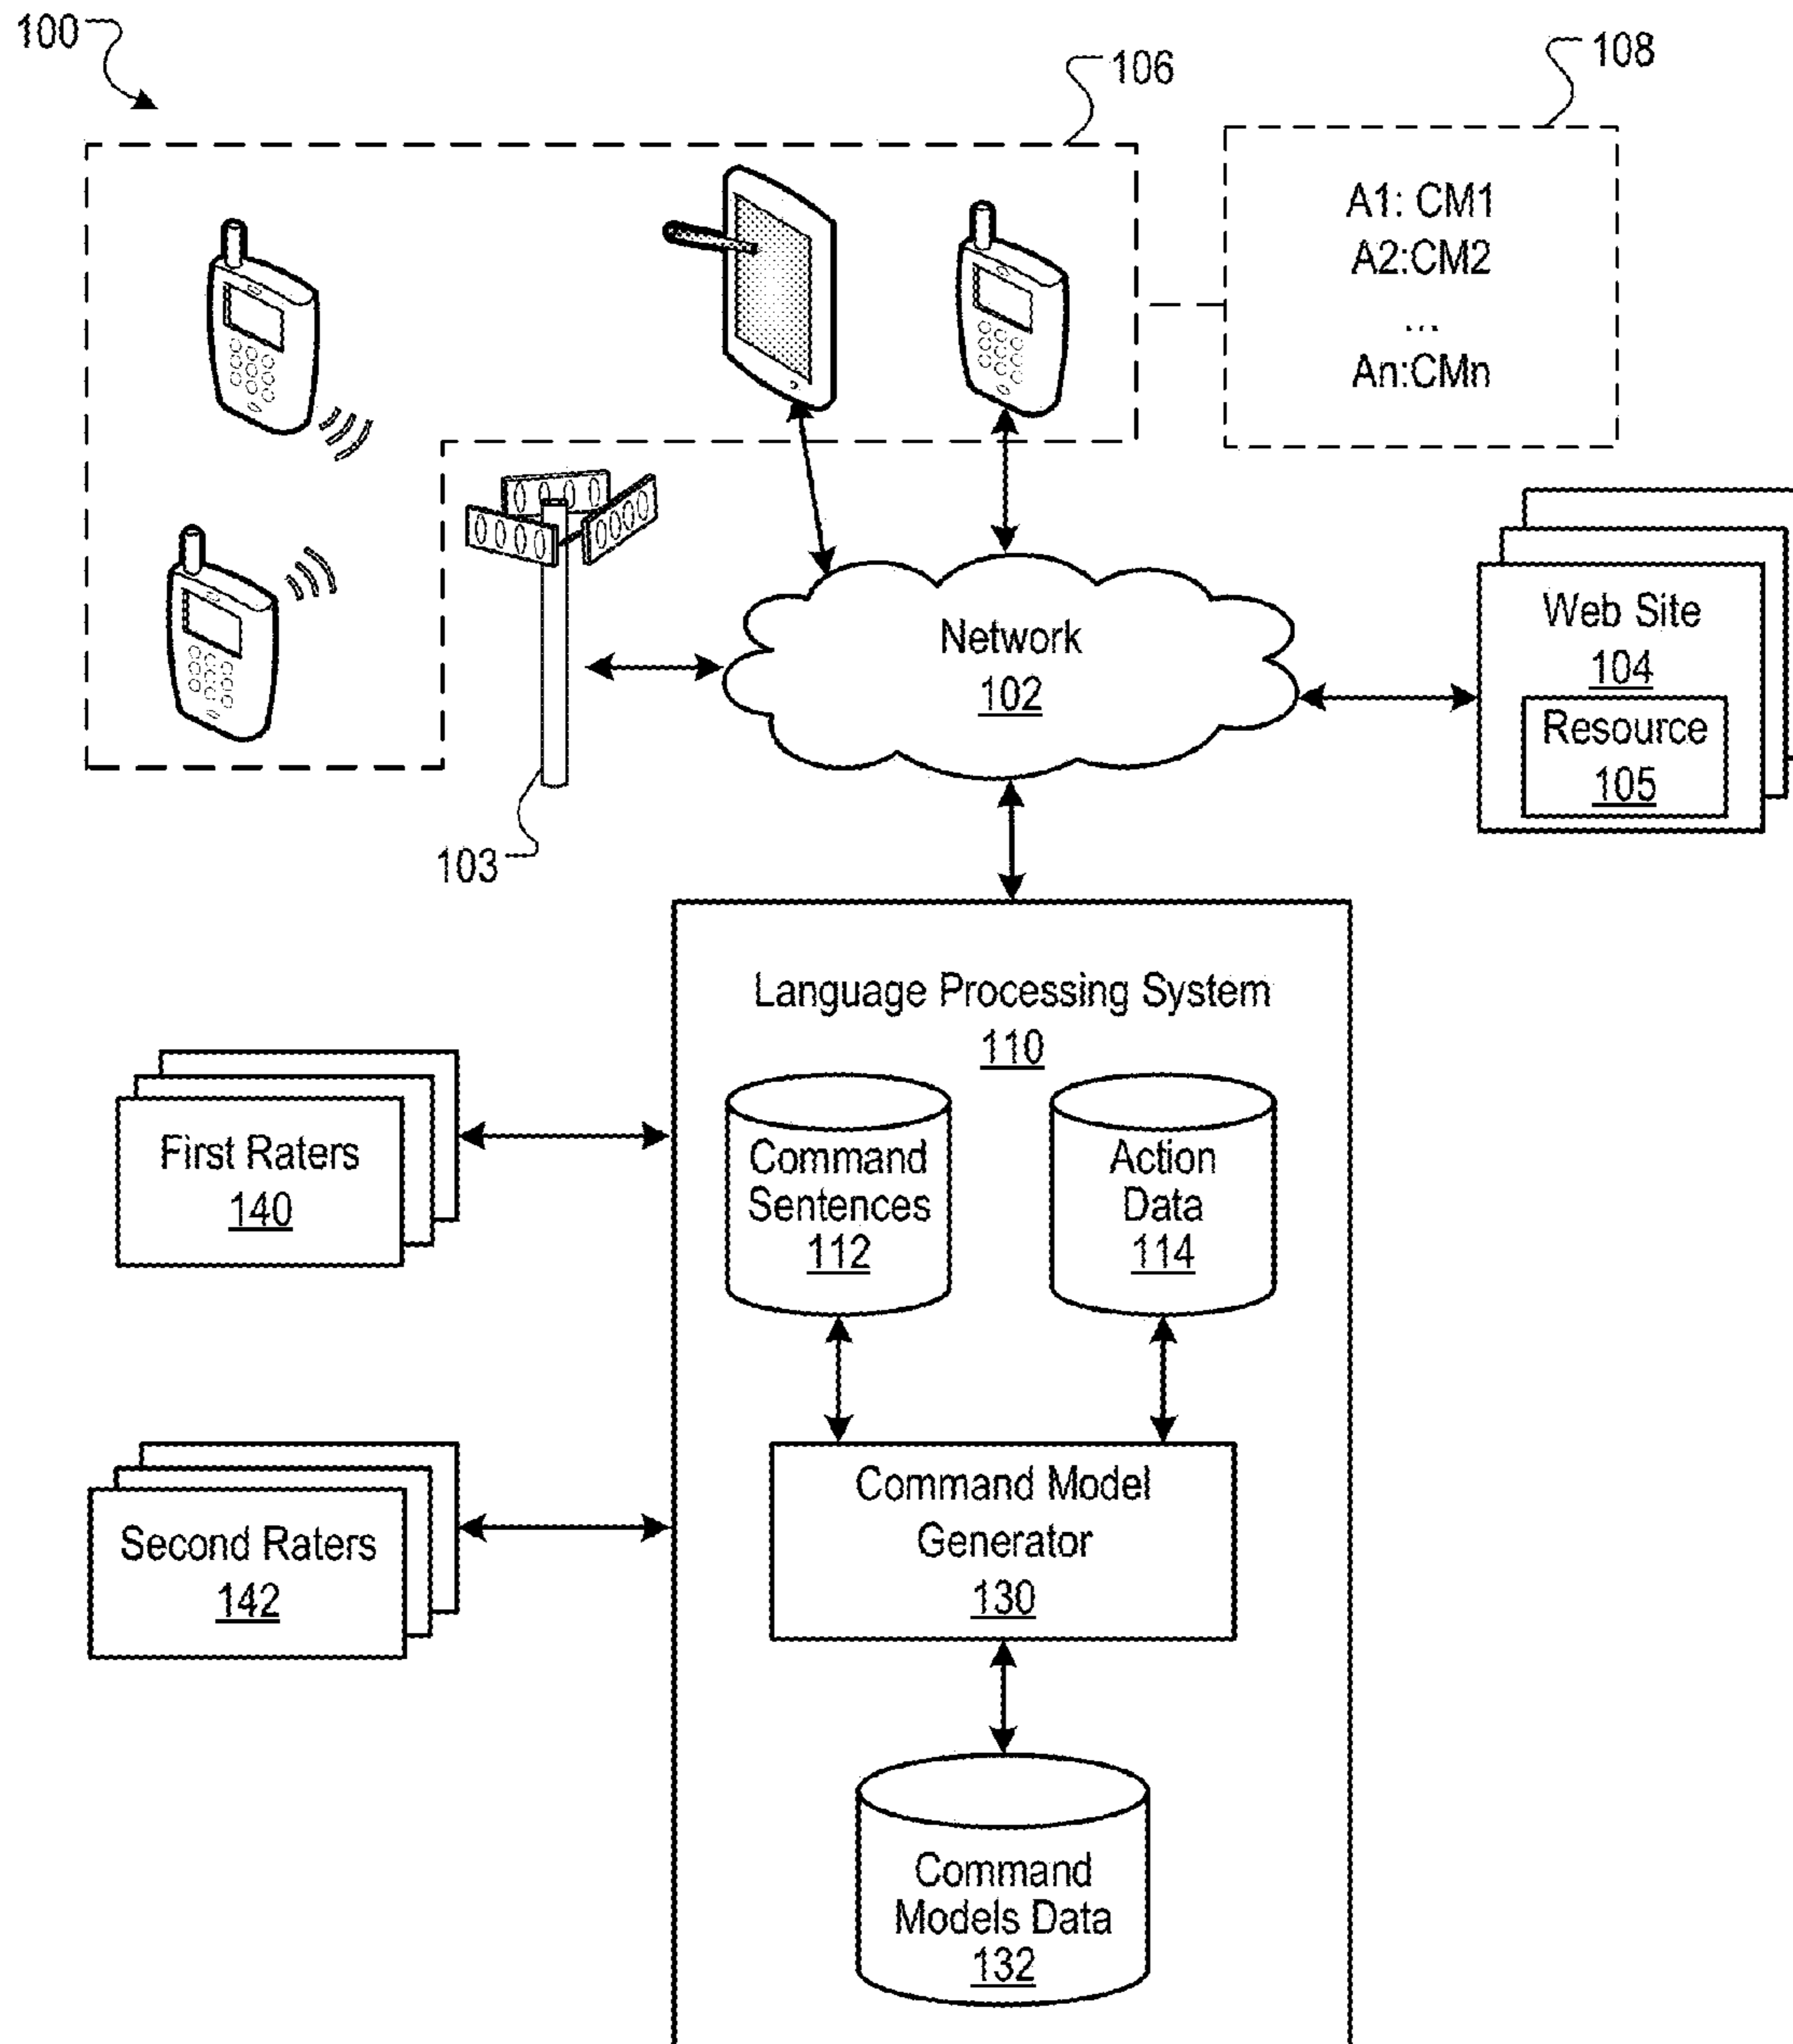 100
106
108
A1: CM1
A2:CM2
...
An:CMn
Network
102
Web Site
104
Resource
105
103
Language Processing System
110
First Raters
140
Command
Sentences
112
Action
Data
114
Second Raters
142
Command Model
Generator
130
Command
Models Data
132